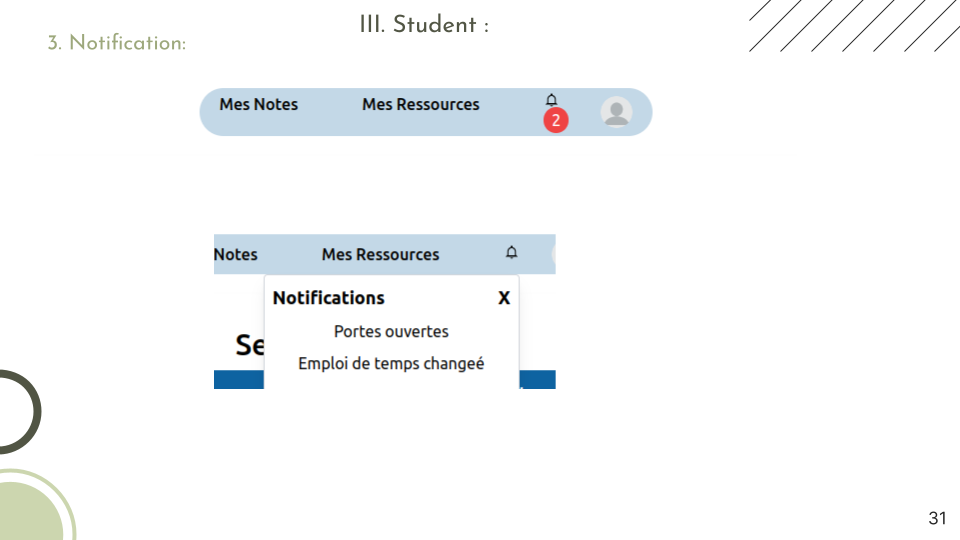 III. Student :
3. Notification:
Mes Notes Mes Ressources
2
Notes Mes Ressources
Notifications X
Portes ouvertes
Se
Emploi de temps changeé
31